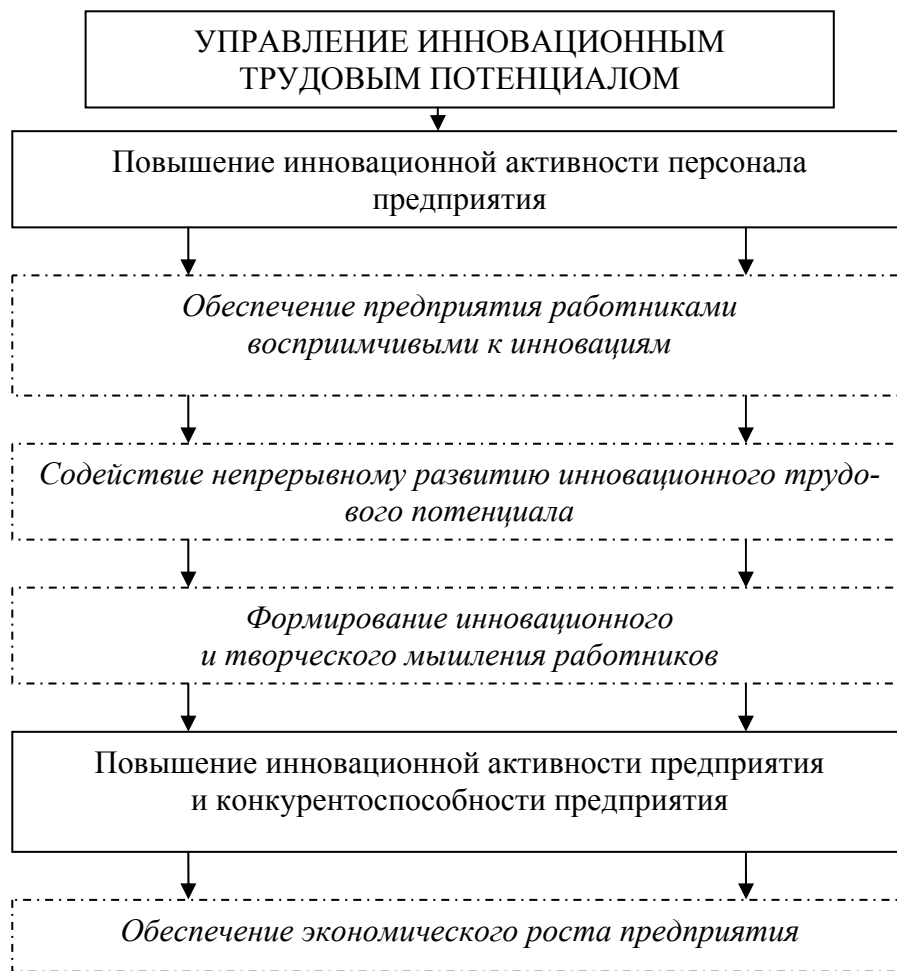 УПРАВЛЕНИЕ ИННОВАЦИОННЫМ
ТРУДОВЫМ ПОТЕНЦИАЛОМ
Повышение инновационной активности персонала
предприятия
Обеспечение предприятия работниками
восприимчивыми к инновациям
Содействие непрерывному развитию инновационного трудо-
вого потенциала
Формирование инновационного
и творческого мышления работников
Повышение инновационной активности предприятия
и конкурентоспособности предприятия
Обеспечение экономического роста предприятия